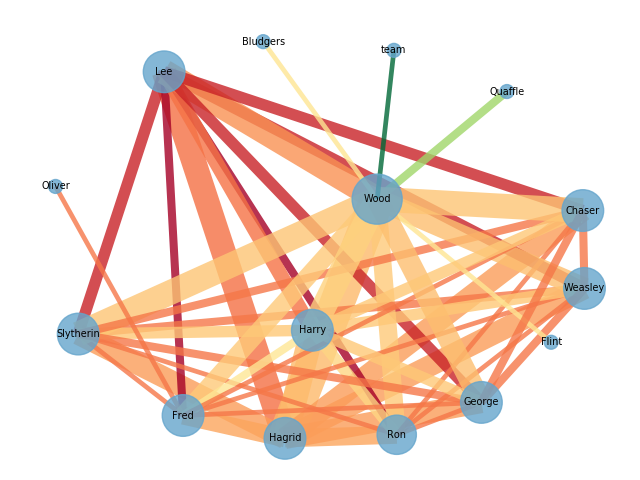 Bludgers
team
Lee
Quaffle
Oliver
Wood
Chaser
Weasley
Harry
Slytherin
Flint
George
Fred
Ron
Hagrid